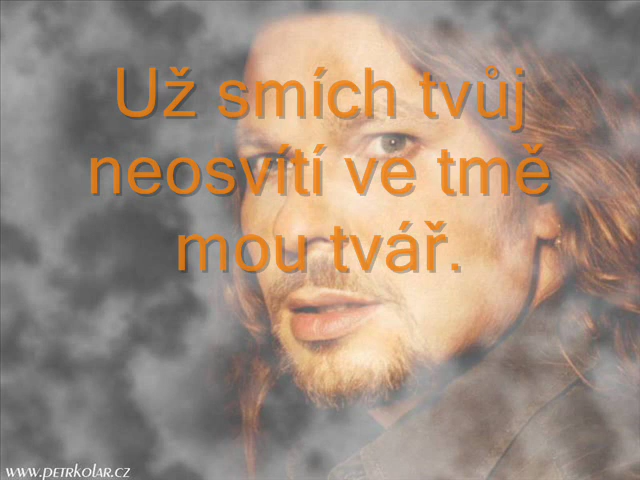 Už smích tvůj
neosvítí ve tmě
mou tvář.
www.petrkolar.cz